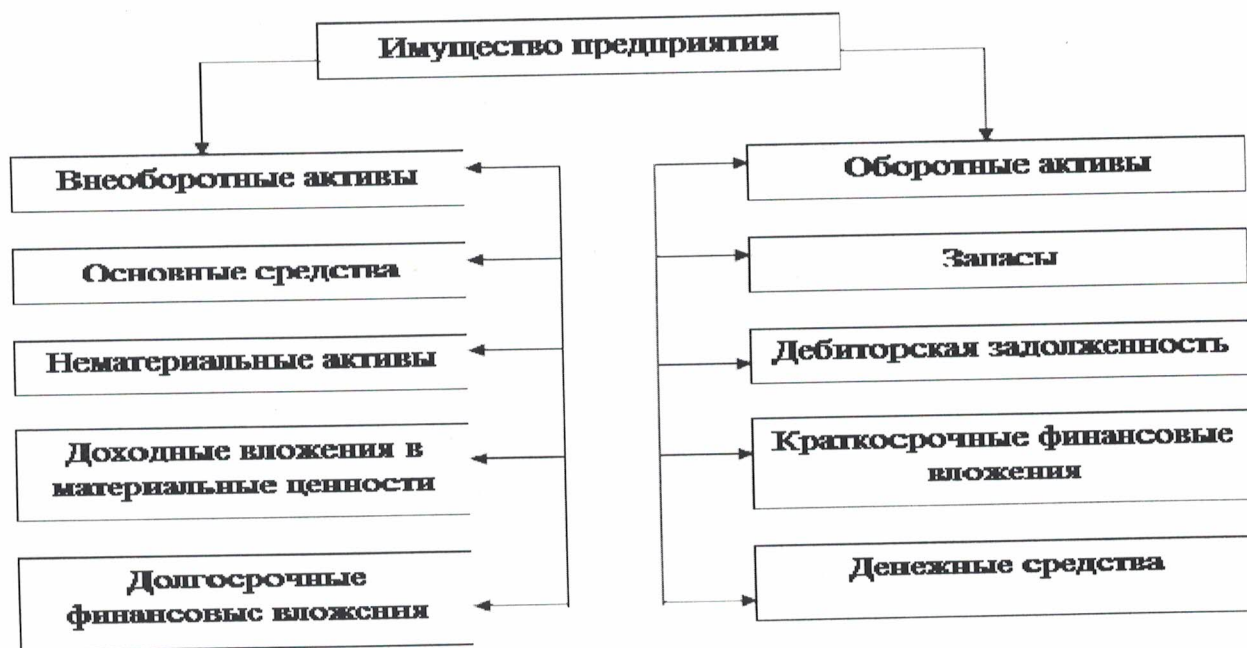 Имущество предприятия
Внеоборотные активы
Основные средства
Нематериальные активы
Доходные вложения в
материальные ценности
Долгосрочные
финансовые вложения
Оборотные активы
Запасы
Дебиторская задолженность
Краткосрочные финансовые
вложения
Денежные средства